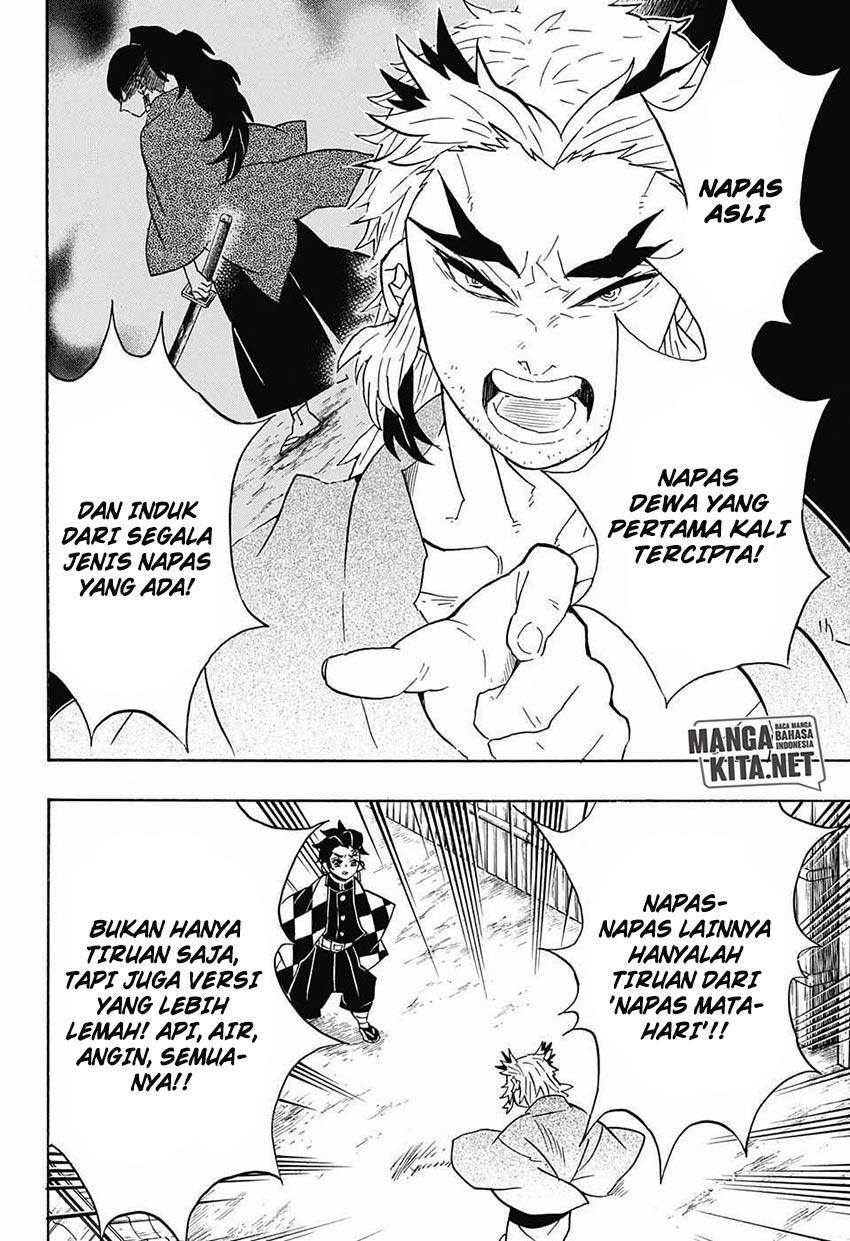 NAPAS
ASLI
NAPAS
DEWA YANG
PERTAMA KALI
TERCIPTA!
DAN INDUK
DARI SEGALA
JENIS NAPAS
YANG ADA!
MANGA
KITA.NET
BACA MANGA
BAHASA
INDONESIA
NAPAS-
NAPAS LAINNYA
HANYALAH
TIRUAN DARI
'NAPAS MATA-
HARI'!!
BUKAN HANYA
TIRUAN SAJA,
TAPI JUGA VERSI
YANG LEBIH
LEMAH! API, AIR,
ANGIN, SEMUA-
NYA!!